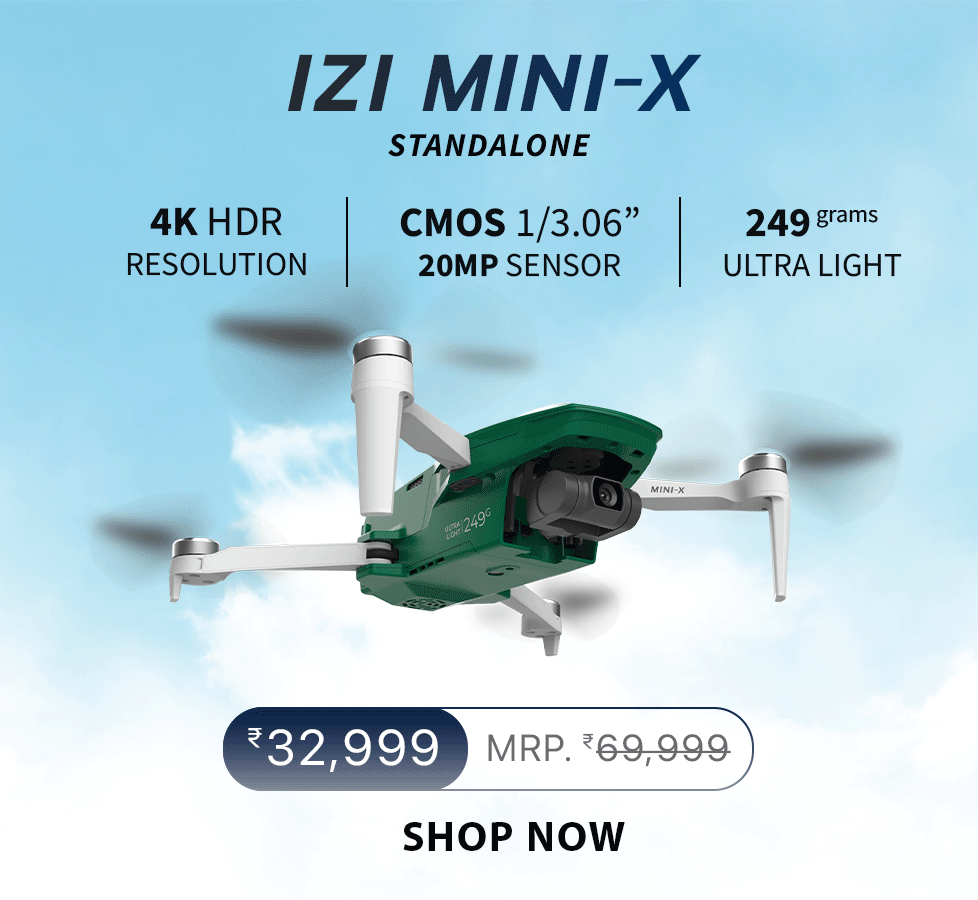 IZI MINI-X
STANDALONE
4K HDR
RESOLUTION
CMOS 1/3.06”
20MP SENSOR
249 grams
ULTRA LIGHT
MINI-X
ULTRA LIGHT 249G
₹32,999 MRP. ₹69,999
SHOP NOW